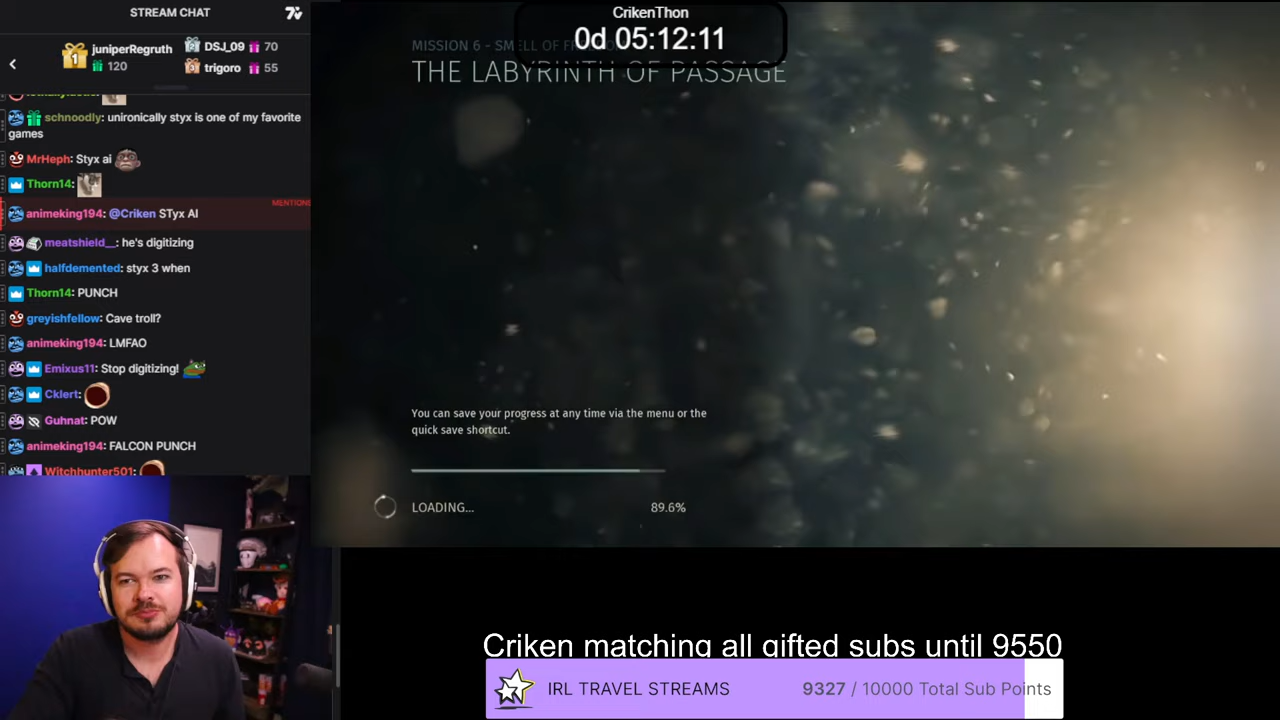 STREAM CHAT
juniperRegruth
120
DSJ_09 70
trigoro 55
schnoodly: unironically styx is one of my favorite
games
MrHeph: Styx ai
Thorn14:
MENTIONS
animeking194: @Criken STyx AI
meatshield__: he's digitizing
halfdemented: styx 3 when
Thorn14: PUNCH
greyishfellow: Cave troll?
animeking194: LMFAO
Emixus11: Stop digitizing!
Cklert:
Guhnat: POW
animeking194: FALCON PUNCH
Witchhunter501:
CrikenThon
0d 05:12:11
MISSION 6 - SMELL OF
THE LABYRINTH OF PASSAGE
You can save your progress at any time via the menu or the
quick save shortcut.
LOADING... 89.6%
Criken matching all gifted subs until 9550
IRL TRAVEL STREAMS 9327 / 10000 Total Sub Points